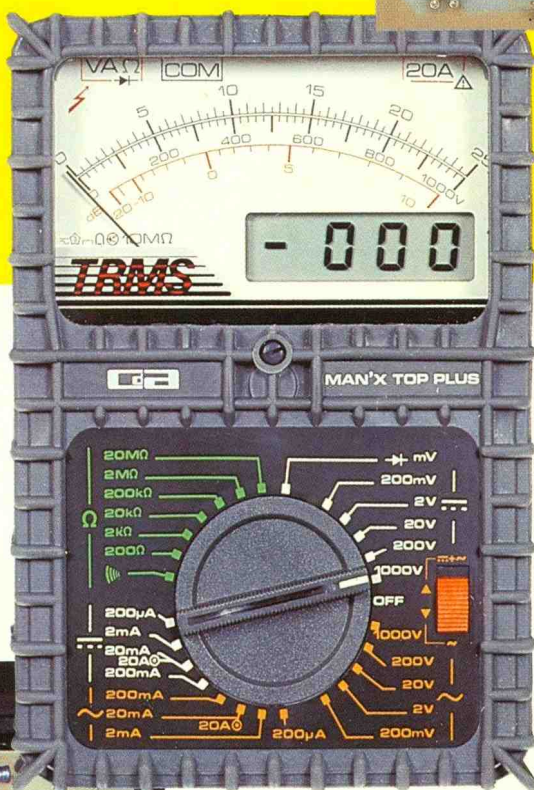 VAΩ COM 20A
0 5 10 15 20 25
0 200 400 600 800 1000V
dB -20 -10 0 5 10
10MΩ
- 000
TRMS
CdA MAN'X TOP PLUS
20MΩ
2MΩ
200kΩ
20kΩ
2kΩ
200Ω
Ω
mV
200mV
2V
20V
200V
1000V
OFF
200μA
2mA
20mA
20A
200mA
200mA
20mA
2mA
20A
200μA
1000V
200V
20V
2V
200mV